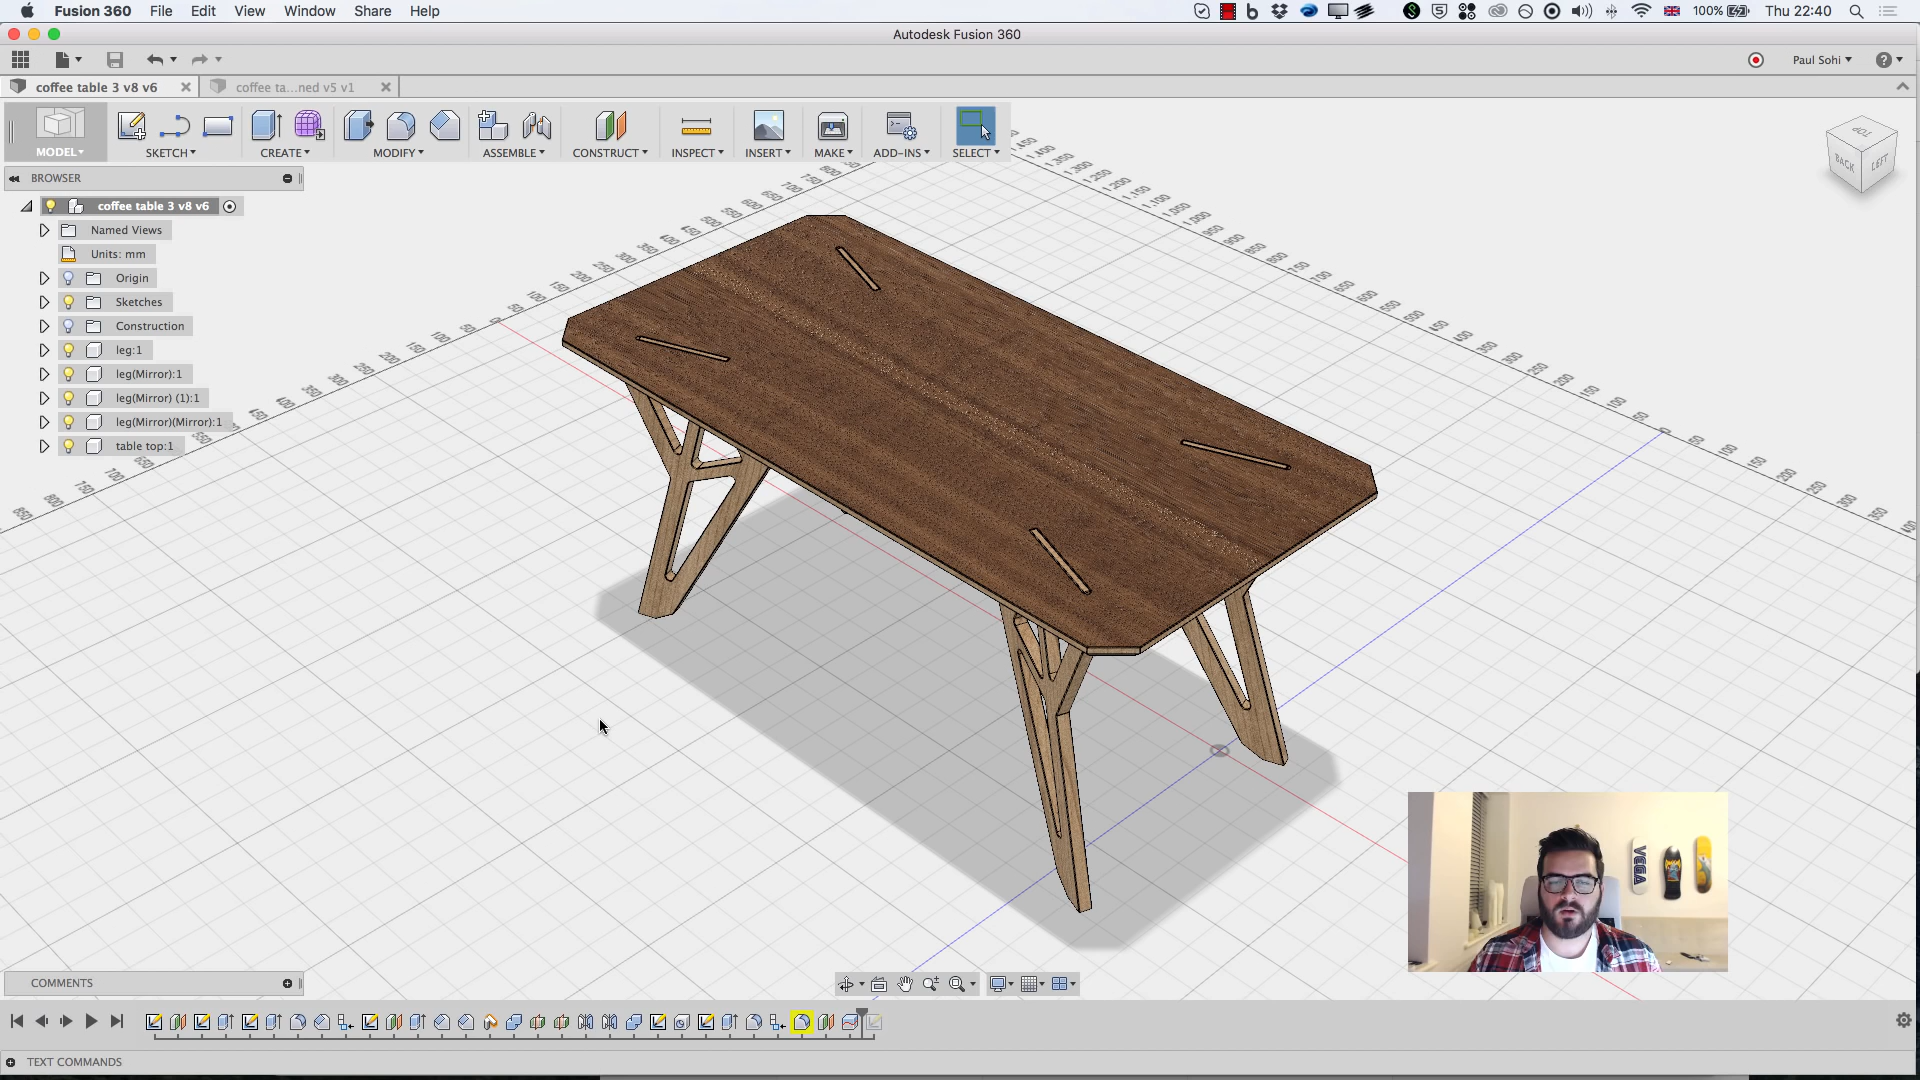 Fusion 360 File Edit View Window Share Help
100% Thu 22:40
Autodesk Fusion 360
Paul Sohi
coffee table 3 v8 v6
coffee ta...ned v5 v1
MODEL SKETCH CREATE MODIFY ASSEMBLE CONSTRUCT INSPECT INSERT MAKE ADD-INS SELECT
TOP
BACK LEFT
BROWSER
coffee table 3 v8 v6
Named Views
Units: mm
Origin
Sketches
Construction
leg:1
leg(Mirror):1
leg(Mirror) (1):1
leg(Mirror)(Mirror):1
table top:1
VEGA
COMMENTS
TEXT COMMANDS